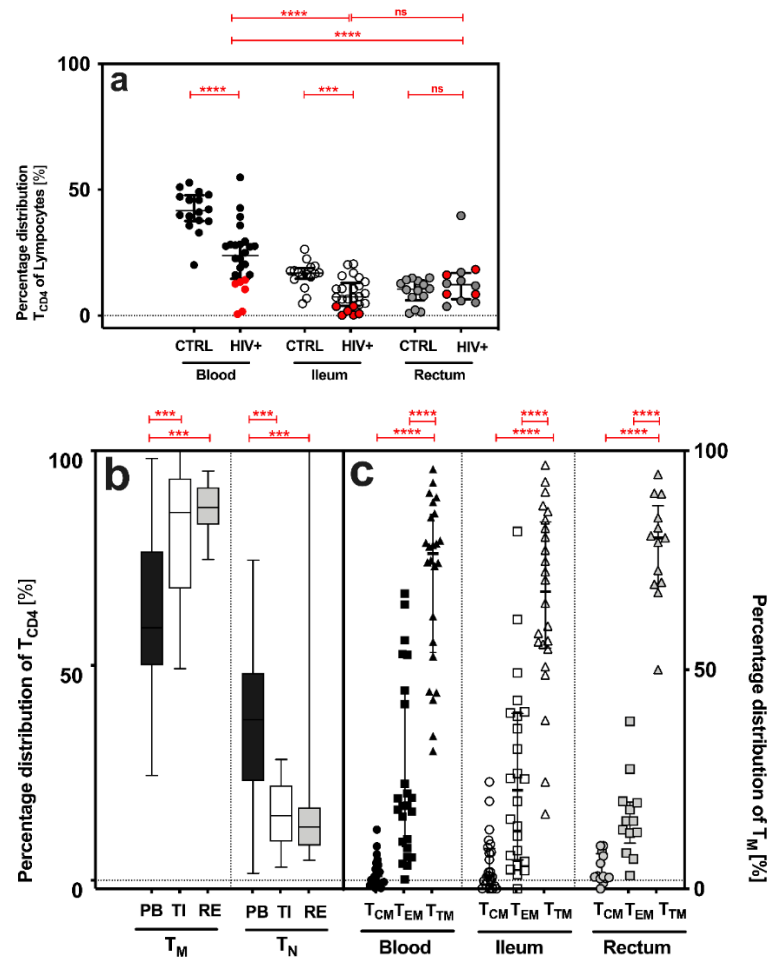 **** ns
****
100
a
**** *** ns
Percentage distribution
TCD4 of Lympocytes [%]
50
0
CTRL HIV+ CTRL HIV+ CTRL HIV+
Blood Ileum Rectum
*** *** **** **** ****
*** *** **** **** ****
100 b c 100
Percentage distribution of TCD4 [%]
50 50
Percentage distribution of TM [%]
0 0
PB TI RE PB TI RE TCM TEM TTM TCM TEM TTM TCM TEM TTM
TM TN Blood Ileum Rectum